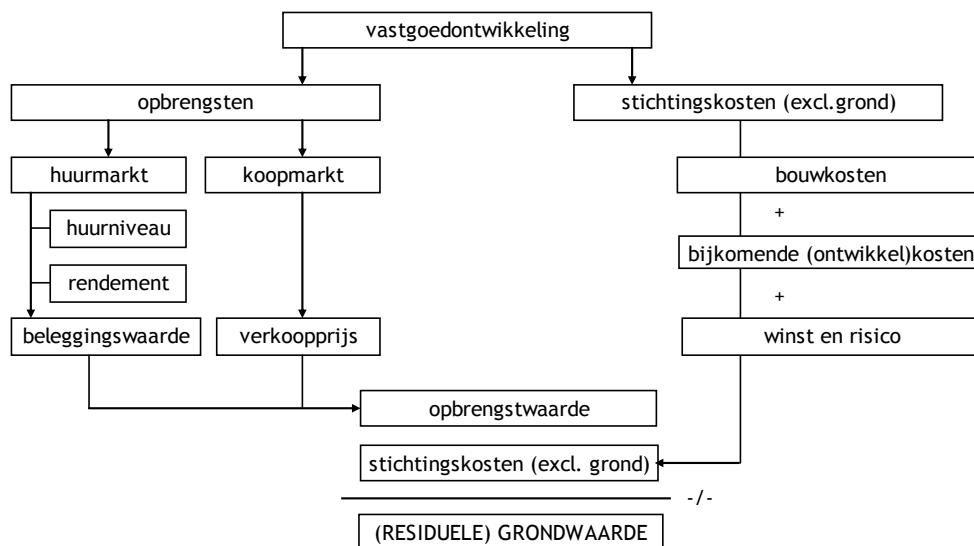 vastgoedontwikkeling
opbrengsten
stichtingskosten (excl.grond)
huurmarkt
koopmarkt
bouwkosten
+
huurniveau
bijkomende (ontwikkel)kosten
rendement
+
beleggingswaarde
verkoopprijs
winst en risico
opbrengstwaarde
stichtingskosten (excl. grond)
-/-
(RESIDUELE) GRONDWAARDE